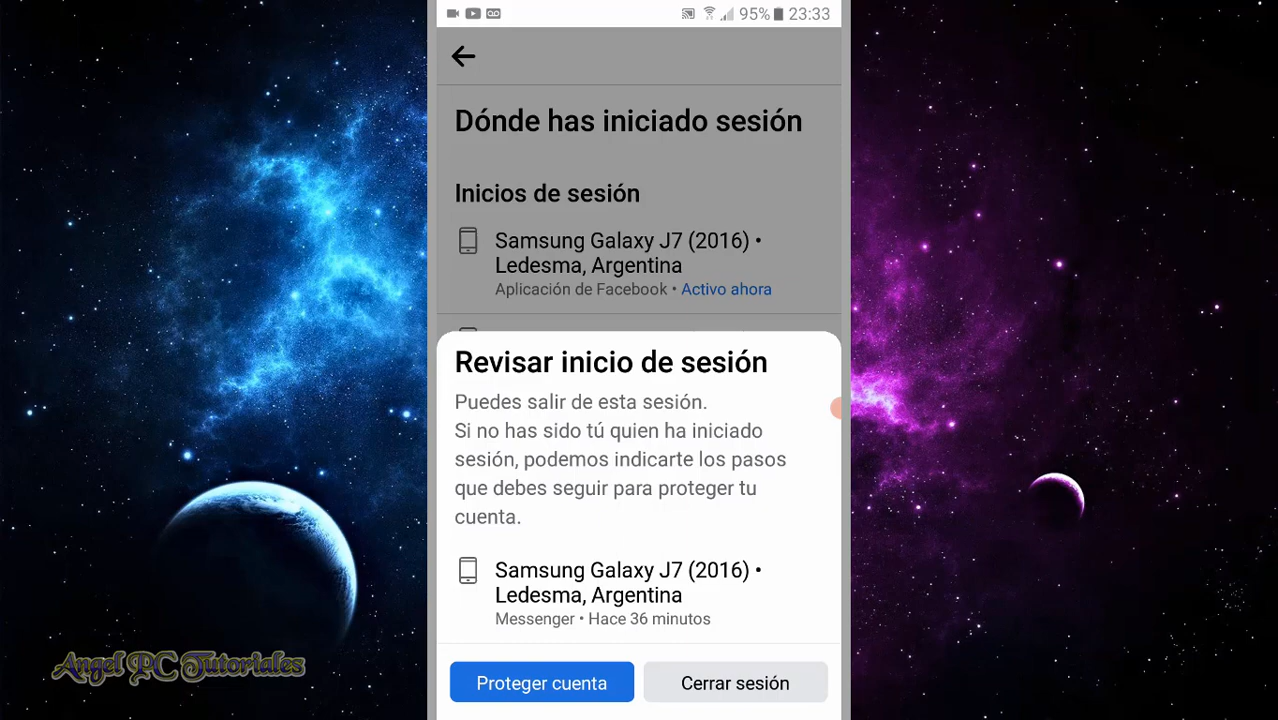 95% 23:33
Dónde has iniciado sesión
Inicios de sesión
Samsung Galaxy J7 (2016) •
Ledesma, Argentina
Aplicación de Facebook • Activo ahora
Revisar inicio de sesión
Puedes salir de esta sesión.
Si no has sido tú quien ha iniciado
sesión, podemos indicarte los pasos
que debes seguir para proteger tu
cuenta.
Samsung Galaxy J7 (2016) •
Ledesma, Argentina
Messenger • Hace 36 minutos
Proteger cuenta
Cerrar sesión
Angel PC Tutoriales